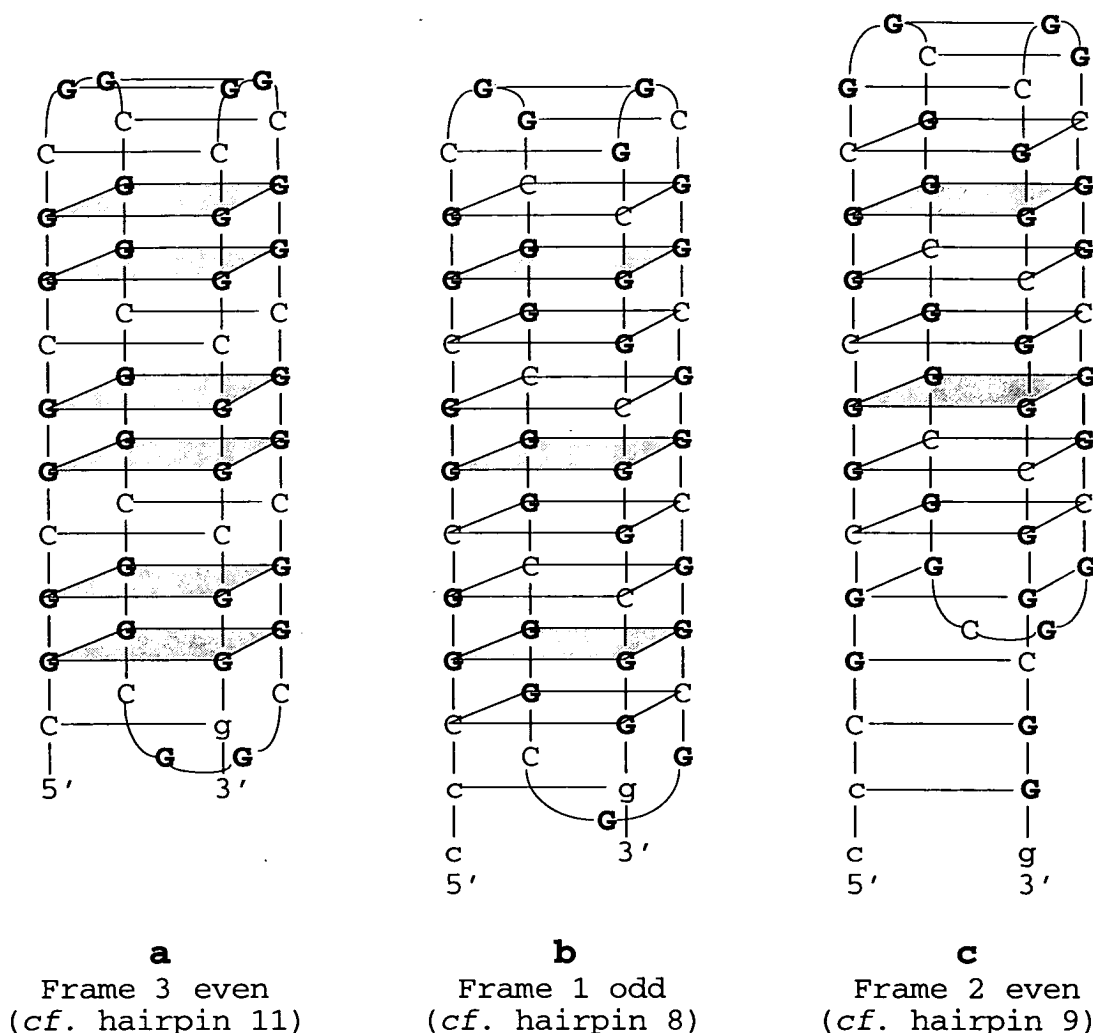 G G G G
C C
C C
G G
G G
G G
G G
C C
C C
G G
G G
G G
G G
C C
C C
G G
G G
G G
G G
C C
C g
G G
5' 3'
a
Frame 3 even
(cf. hairpin 11)
G G
G C
C G
C G
G C
G G
G G
G C
C G
C G
G C
G G
G G
G C
C G
C G
G C
G G
G G
G C
C G
C G
c g
G
c 3'
5'
b
Frame 1 odd
(cf. hairpin 8)
G G
C G
G C
G C
C G
G G
G G
C G
G C
G C
C G
G G
G G
C G
G C
G C
C G
G G
G G
C G
G C
C G
c G
c g
5' 3'
c
Frame 2 even
(cf. hairpin 9)